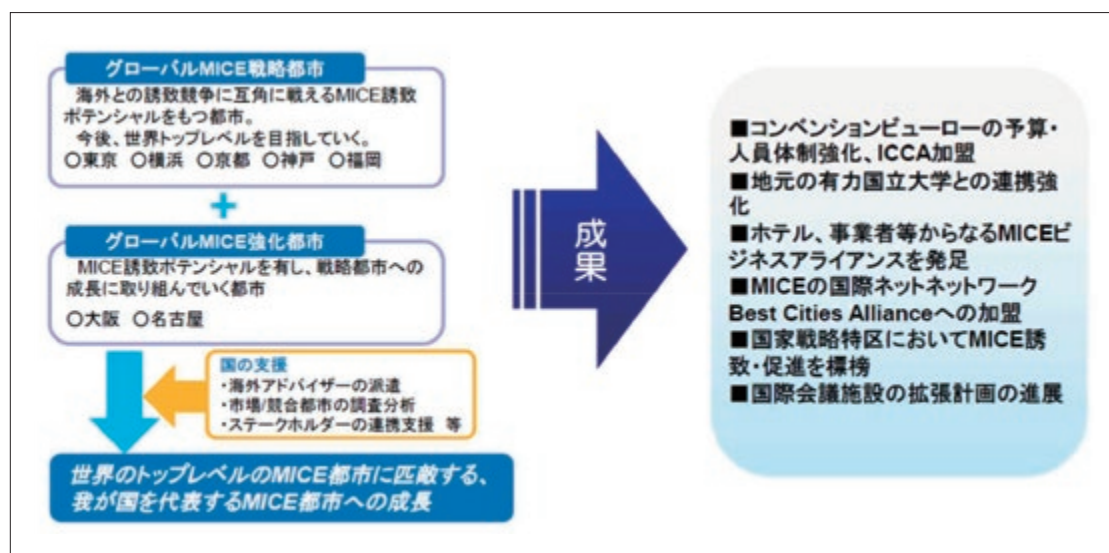 グローバルMICE戦略都市
海外との誘致競争に互角に戦えるMICE誘致
ポテンシャルをもつ都市。
今後、世界トップレベルを目指していく。
○東京 ○横浜 ○京都 ○神戸 ○福岡
+
グローバルMICE強化都市
MICE誘致ポテンシャルを有し、戦略都市への
成長に取り組んでいく都市
○大阪 ○名古屋
国の支援
・海外アドバイザーの派遣
・市場/競合都市の調査分析
・ステークホルダーの連携支援 等
世界のトップレベルのMICE都市に匹敵する、
我が国を代表するMICE都市への成長
成果
■コンベンションビューローの予算・
人員体制強化、ICCA加盟
■地元の有力国立大学との連携強
化
■ホテル、事業者等からなるMICEビ
ジネスアライアンスを発足
■MICEの国際ネットネットワーク
Best Cities Allianceへの加盟
■国家戦略特区においてMICE誘
致・促進を標榜
■国際会議施設の拡張計画の進展